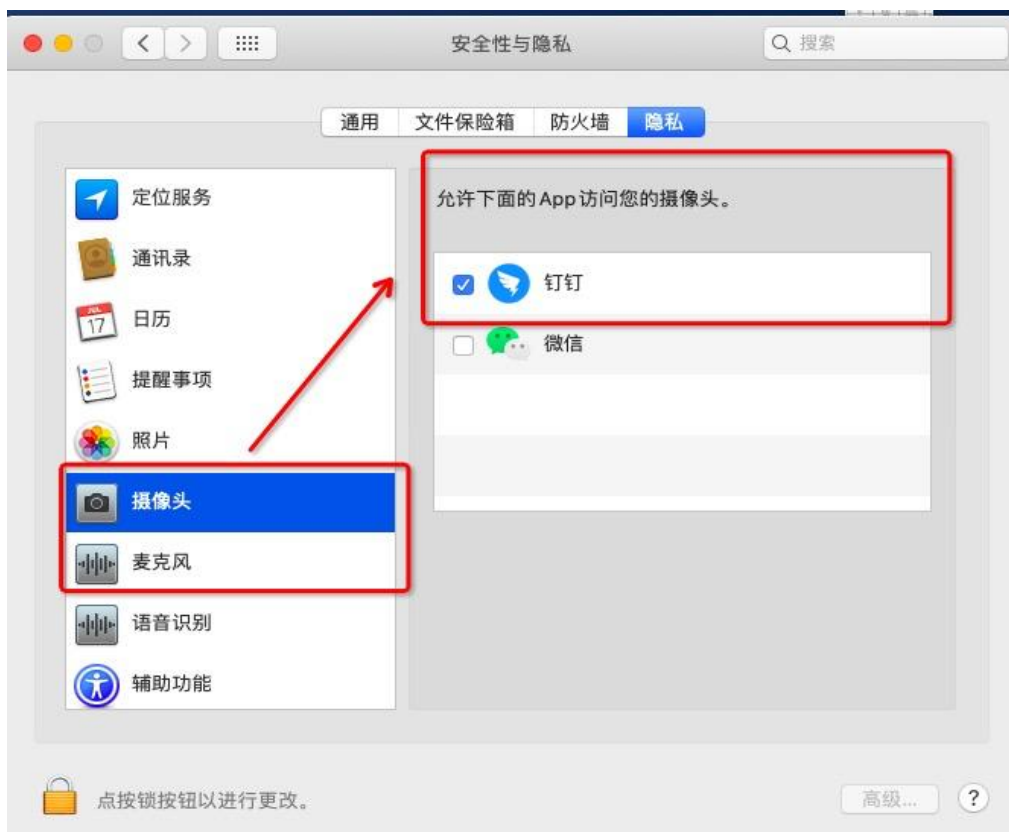 安全性与隐私
搜索
通用 文件保险箱 防火墙 隐私
定位服务
通讯录
JUL
17
日历
提醒事项
照片
摄像头
麦克风
语音识别
辅助功能
允许下面的App访问您的摄像头。
钉钉
微信
点按锁按钮以进行更改。
高级...
?